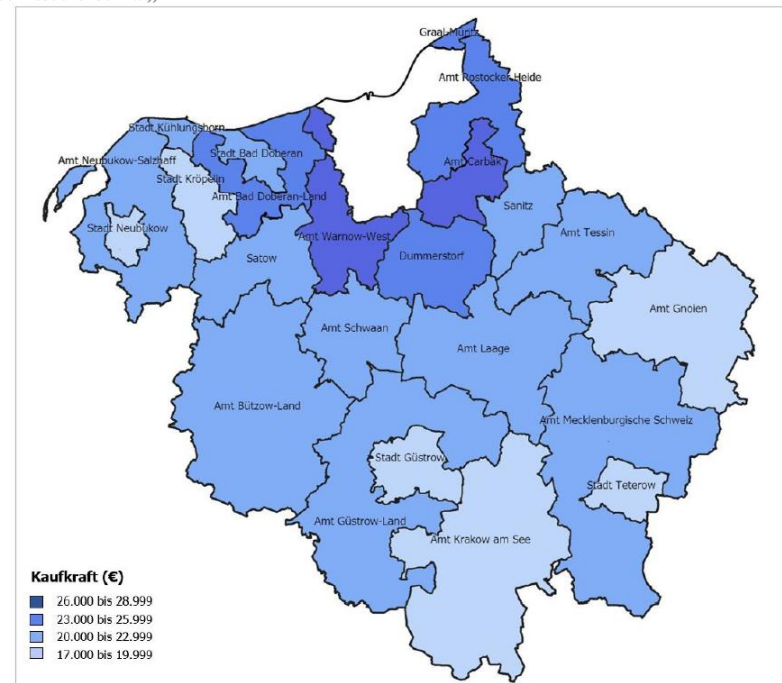 Graal-Müritz
Amt Rostocker Heide
Stadt Kühlungsborn
Stadt Bad Doberan
Amt Neubukow-Salzhaff
Amt Carbäk
Stadt Kröpelin
Amt Bad Doberan-Land
Sanitz
Stadt Neubukow
Amt Warnow-West
Amt Tessin
Satow
Dummerstorf
Amt Gnoien
Amt Schwaan
Amt Laage
Amt Bützow-Land
Amt Mecklenburgische Schweiz
Stadt Güstrow
Stadt Teterow
Amt Güstrow-Land
Amt Krakow am See
Kaufkraft (€)
26.000 bis 28.999
23.000 bis 25.999
20.000 bis 22.999
17.000 bis 19.999